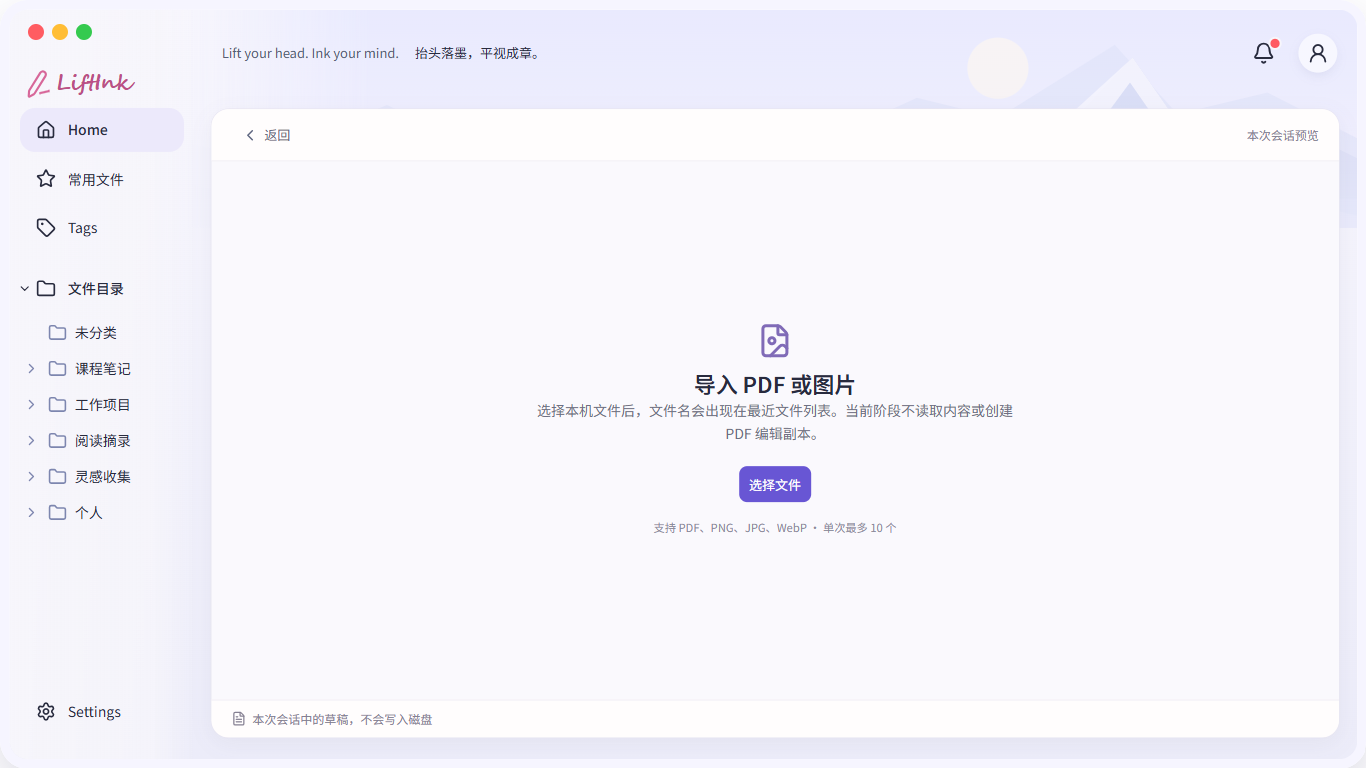 Lift your head. Ink your mind. 抬头落墨，平视成章。
LiftInk
Home
常用文件
Tags
文件目录
未分类
课程笔记
工作项目
阅读摘录
灵感收集
个人
Settings
返回
本次会话预览
导入 PDF 或图片
选择本机文件后，文件名会出现在最近文件列表。当前阶段不读取内容或创建
PDF 编辑副本。
选择文件
支持 PDF、PNG、JPG、WebP · 单次最多 10 个
本次会话中的草稿，不会写入磁盘